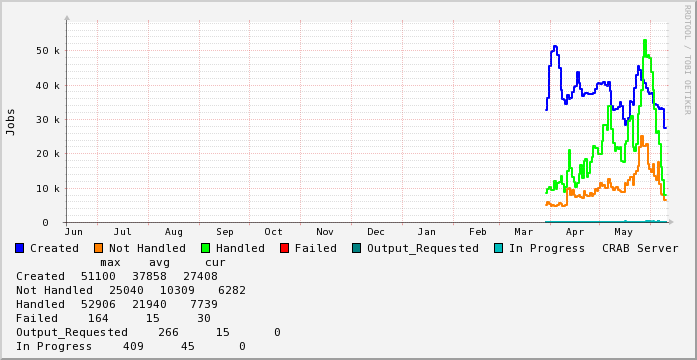 RRDTOOL / TOBI OETIKER
Jobs
50 k
40 k
30 k
20 k
10 k
0
Jun Jul Aug Sep Oct Nov Dec Jan Feb Mar Apr May
Created Not Handled Handled Failed Output_Requested In Progress CRAB Server
max avg cur
Created 51100 37858 27408
Not Handled 25040 10309 6282
Handled 52906 21940 7739
Failed 164 15 30
Output_Requested 266 15 0
In Progress 409 45 0